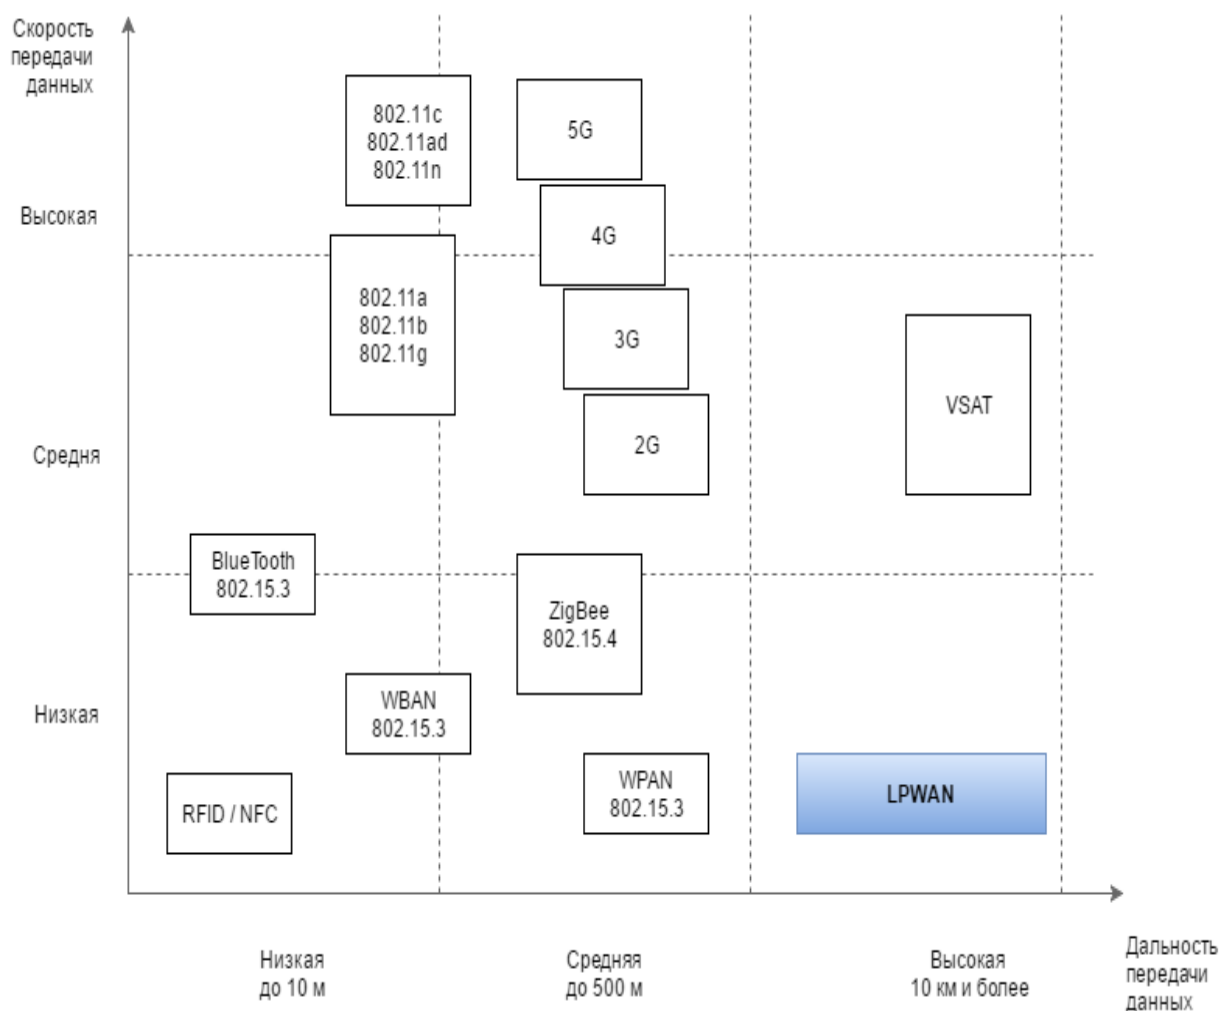 Скорость
передачи
данных
802.11c
802.11ad
802.11n
5G
Высокая
4G
802.11a
802.11b
802.11g
3G
VSAT
2G
Средня
BlueTooth
802.15.3
ZigBee
802.15.4
WBAN
802.15.3
Низкая
RFID / NFC
WPAN
802.15.3
LPWAN
Низкая
до 10 м
Средняя
до 500 м
Высокая
10 км и более
Дальность
передачи
данных